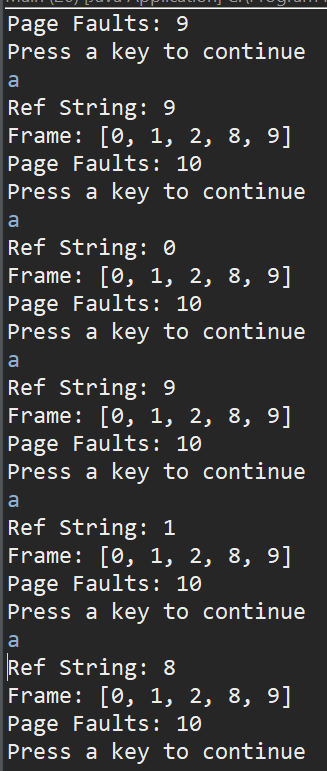 Page Faults: 9
Press a key to continue
a
Ref String: 9
Frame: [0, 1, 2, 8, 9]
Page Faults: 10
Press a key to continue
a
Ref String: 0
Frame: [0, 1, 2, 8, 9]
Page Faults: 10
Press a key to continue
a
Ref String: 9
Frame: [0, 1, 2, 8, 9]
Page Faults: 10
Press a key to continue
a
Ref String: 1
Frame: [0, 1, 2, 8, 9]
Page Faults: 10
Press a key to continue
a
Ref String: 8
Frame: [0, 1, 2, 8, 9]
Page Faults: 10
Press a key to continue